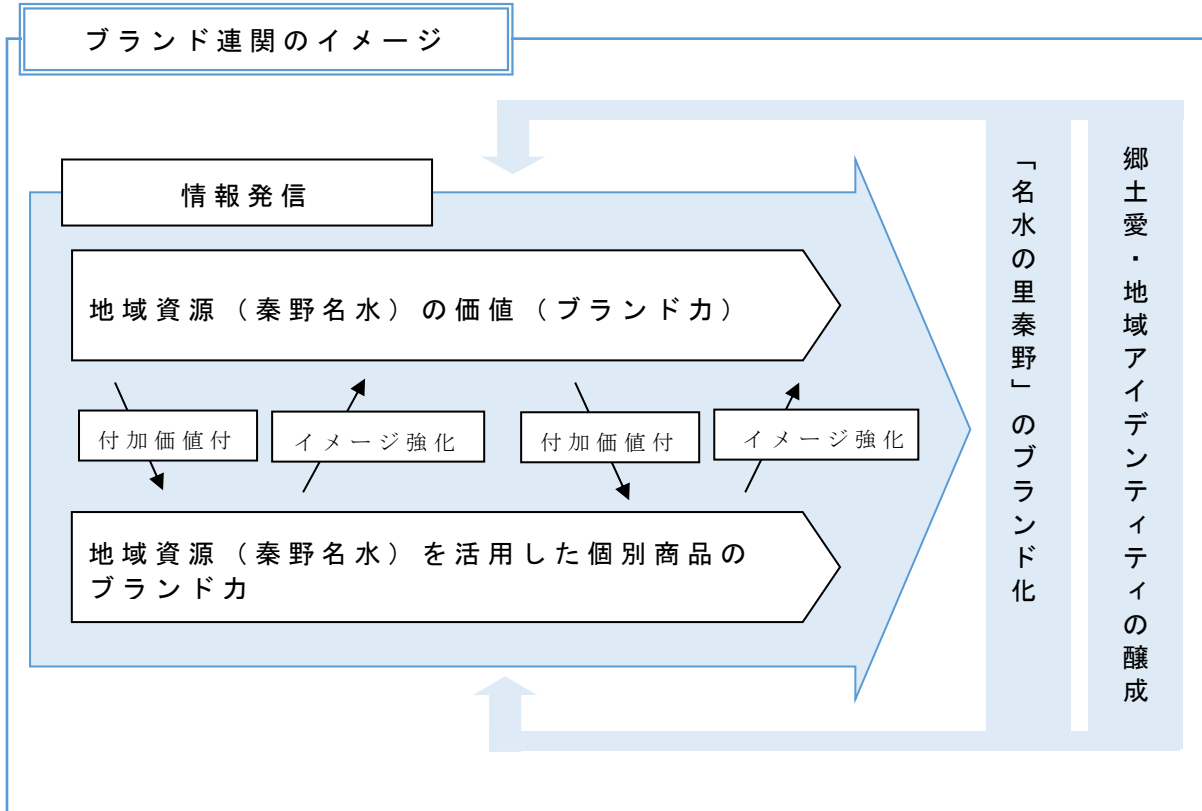 ブランド連関のイメージ
情報発信
地域資源（秦野名水）の価値（ブランド力）
付加価値付
イメージ強化
付加価値付
イメージ強化
地域資源（秦野名水）を活用した個別商品の
ブランド力
「名水の里秦野」のブランド化
郷土愛・地域アイデンティティの醸成